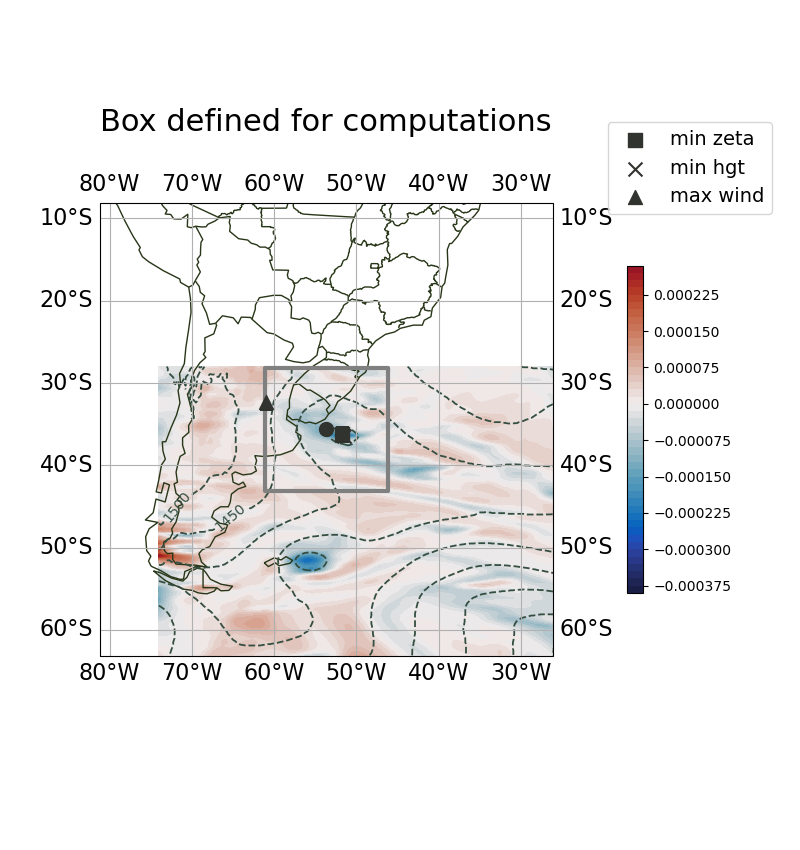 Box defined for computations
min zeta
min hgt
max wind
80°W 70°W 60°W 50°W 40°W 30°W
10°S 10°S
20°S 20°S
30°S 30°S
40°S 40°S
50°S 50°S
60°S 60°S
80°W 70°W 60°W 50°W 40°W 30°W
1500
1450
0.000225
0.000150
0.000075
0.000000
−0.000075
−0.000150
−0.000225
−0.000300
−0.000375